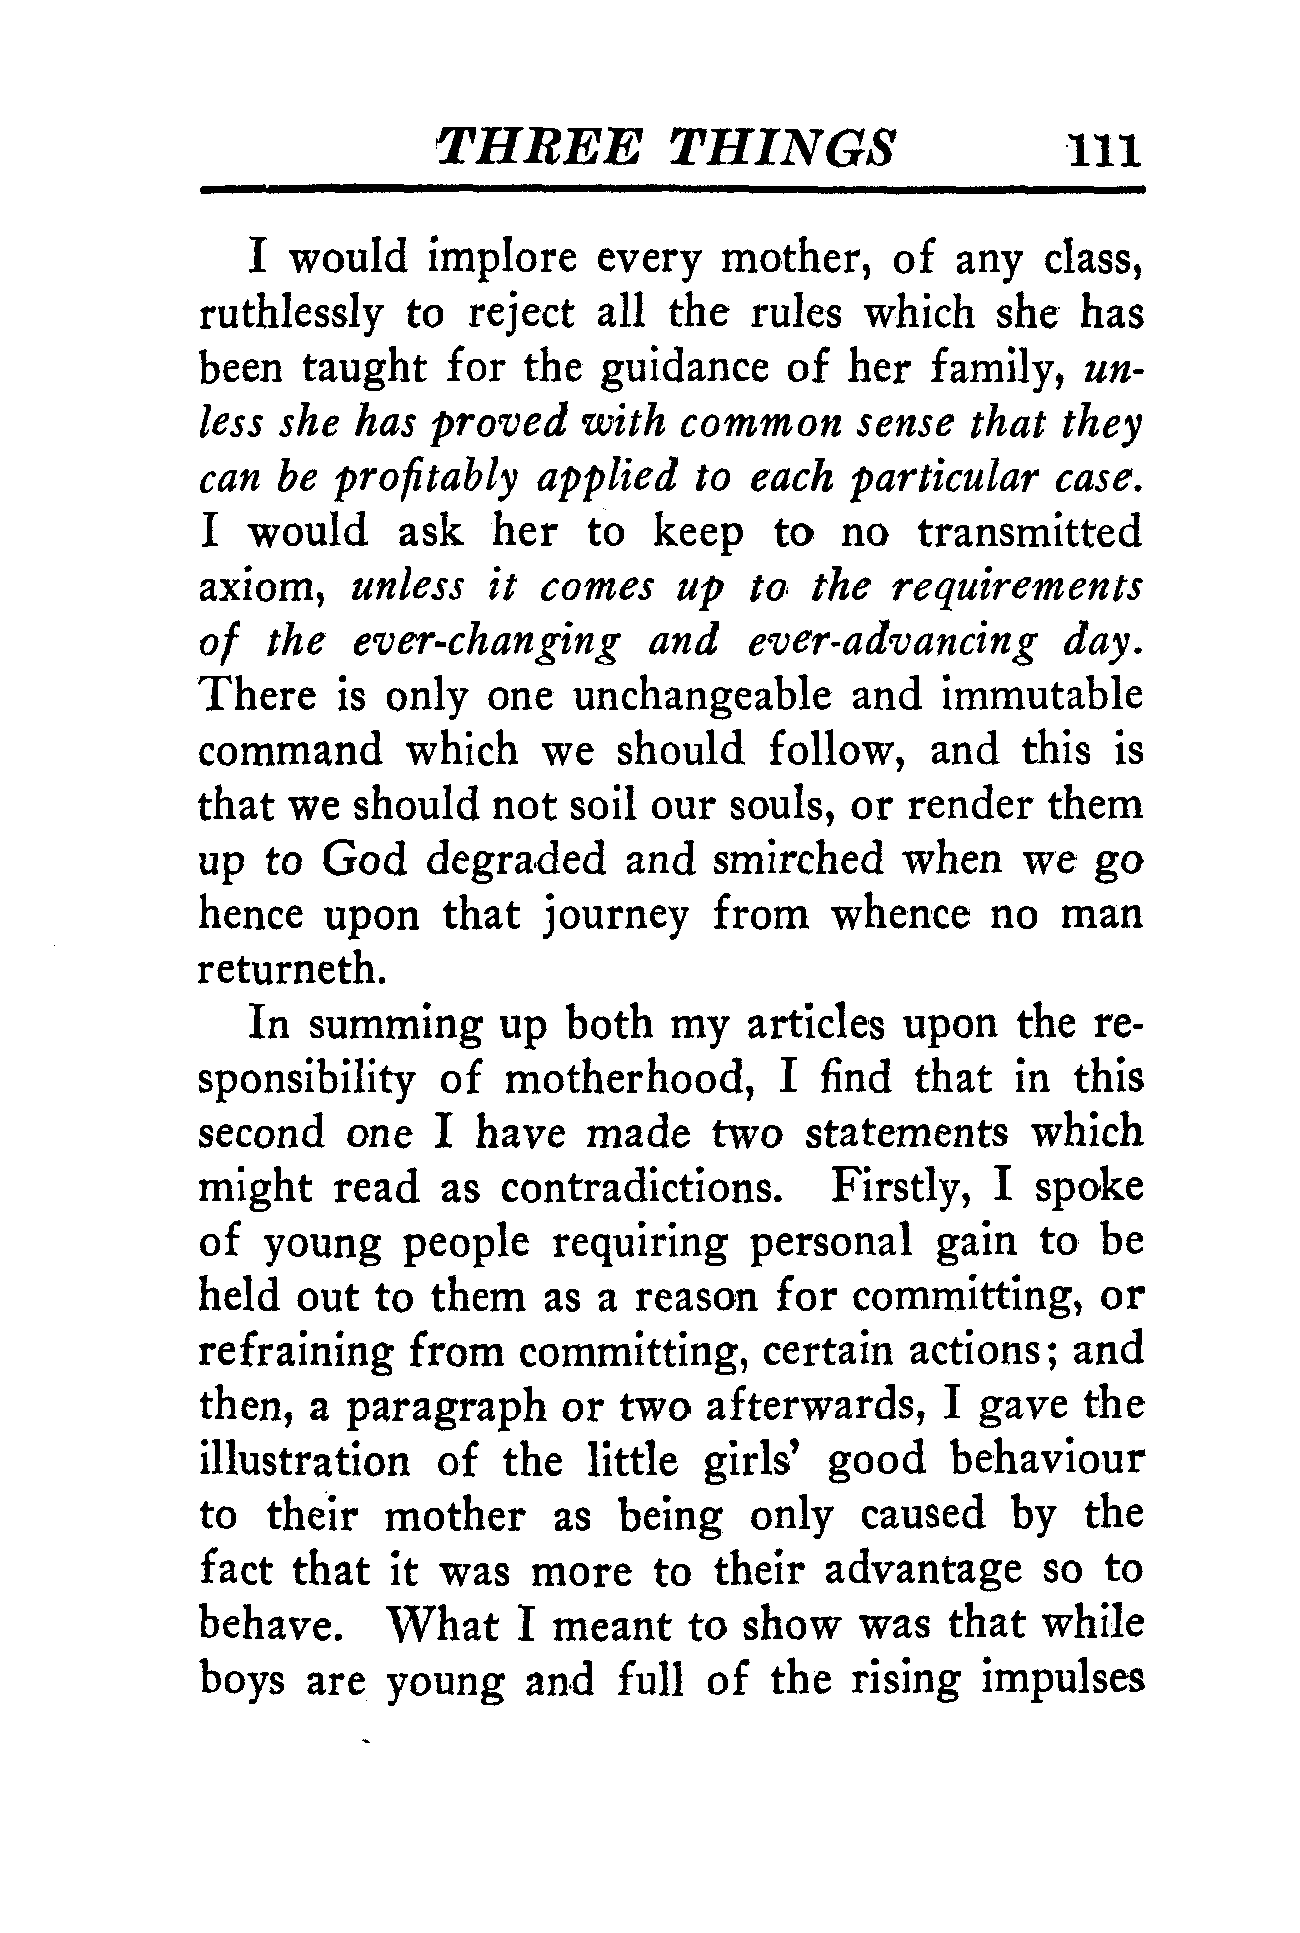 THREE THINGS 111
I would implore every mother, of any class,
ruthlessly to reject all the rules which she has
been taught for the guidance of her family, un-
less she has proved with common sense that they
can be profitably applied to each particular case.
I would ask her to keep to no transmitted
axiom, unless it comes up to the requirements
of the ever-changing and ever-advancing day.
There is only one unchangeable and immutable
command which we should follow, and this is
that we should not soil our souls, or render them
up to God degraded and smirched when we go
hence upon that journey from whence no man
returneth.
In summing up both my articles upon the re-
sponsibility of motherhood, I find that in this
second one I have made two statements which
might read as contradictions. Firstly, I spoke
of young people requiring personal gain to be
held out to them as a reason for committing, or
refraining from committing, certain actions; and
then, a paragraph or two afterwards, I gave the
illustration of the little girls' good behaviour
to their mother as being only caused by the
fact that it was more to their advantage so to
behave. What I meant to show was that while
boys are young and full of the rising impulses